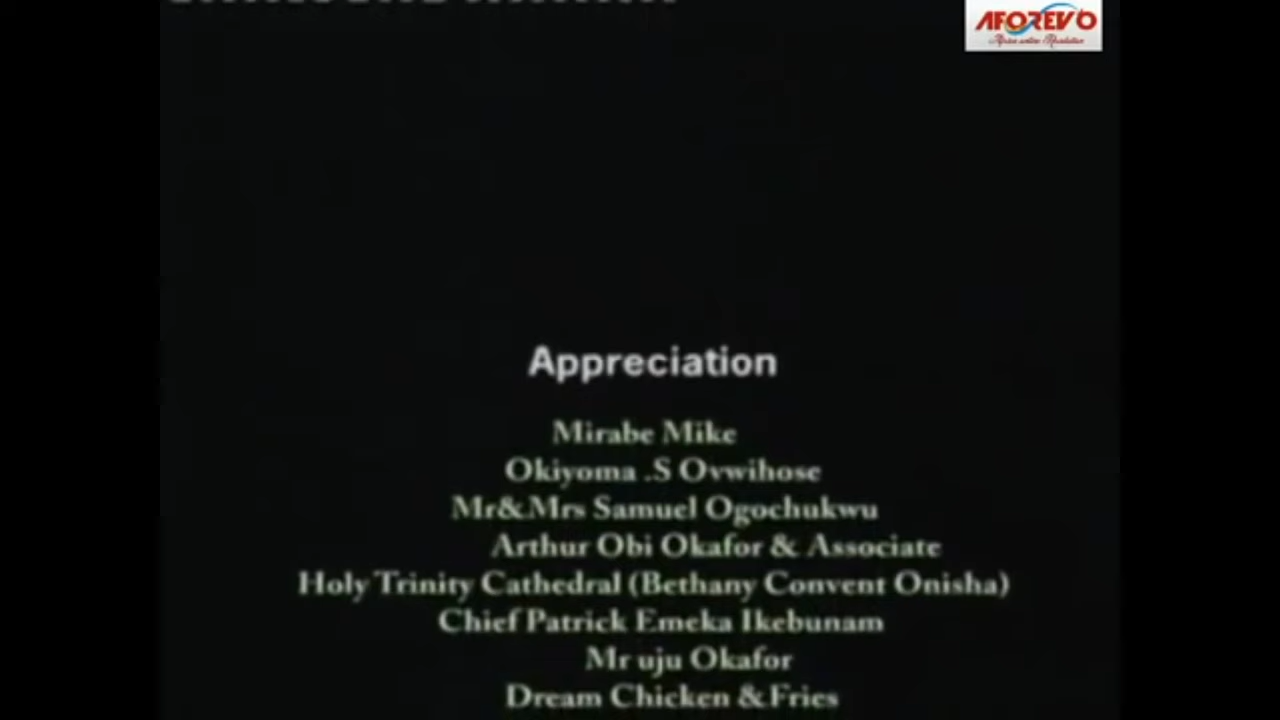 AFOREVO
Appreciation
Mirabe Mike
Okiyoma .S Ovwihose
Mr&Mrs Samuel Ogochukwu
Arthur Obi Okafor & Associate
Holy Trinity Cathedral (Bethany Convent Onisha)
Chief Patrick Emeka Ikebunam
Mr uju Okafor
Dream Chicken &Fries